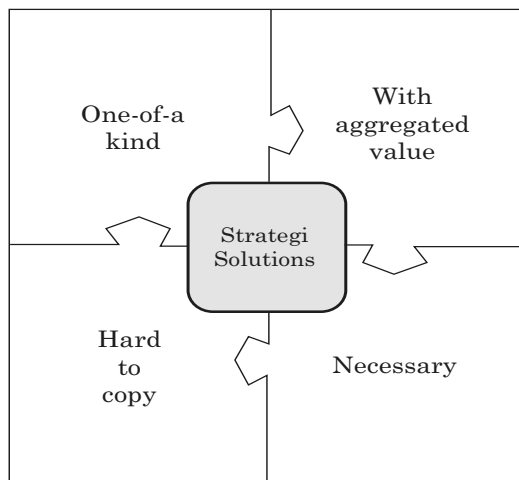 One-of-a
kind
With
aggregated
value
Strategi
Solutions
Hard
to
copy
Necessary